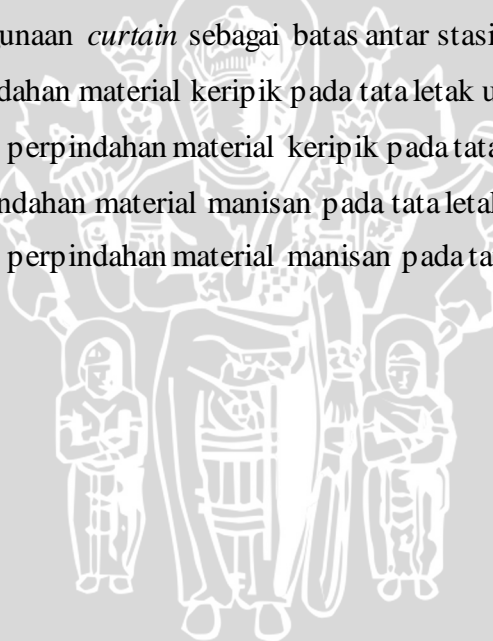 unaan curtain sebagai batas antar stasi
dahan material keripik pada tata letak u
perpindahan material keripik pada tata
ndahan material manisan pada tata letal
perpindahan material manisan pada ta